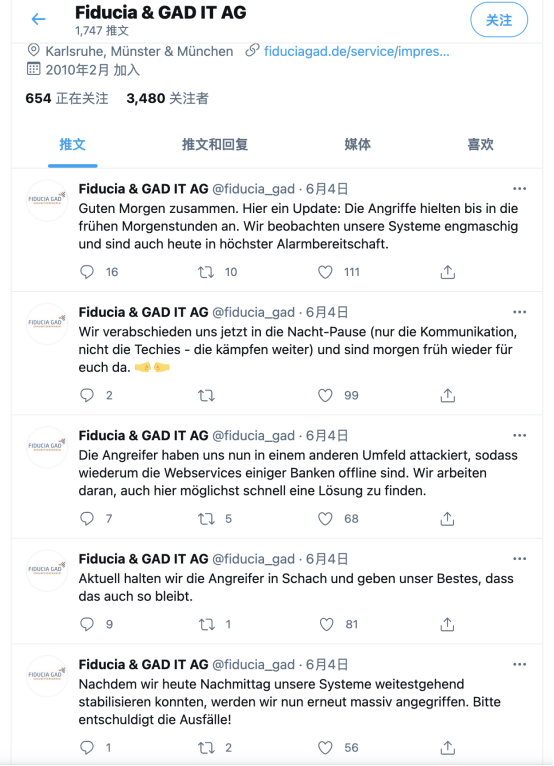 Fiducia & GAD IT AG
1,747 推文
关注
Karlsruhe, Münster & München fiduciagad.de/service/impres...
2010年2月 加入
654 正在关注 3,480 关注者
推文 推文和回复 媒体 喜欢
FIDUCIA GAD
Fiducia & GAD IT AG @fiducia_gad · 6月4日
Guten Morgen zusammen. Hier ein Update: Die Angriffe hielten bis in die
frühen Morgenstunden an. Wir beobachten unsere Systeme engmaschig
und sind auch heute in höchster Alarmbereitschaft.
16 10 111
FIDUCIA GAD
Fiducia & GAD IT AG @fiducia_gad · 6月4日
Wir verabschieden uns jetzt in die Nacht-Pause (nur die Kommunikation,
nicht die Techies - die kämpfen weiter) und sind morgen früh wieder für
euch da. 🤛🤜
2 99
FIDUCIA GAD
Fiducia & GAD IT AG @fiducia_gad · 6月4日
Die Angreifer haben uns nun in einem anderen Umfeld attackiert, sodass
wiederum die Webservices einiger Banken offline sind. Wir arbeiten
daran, auch hier möglichst schnell eine Lösung zu finden.
7 5 68
FIDUCIA GAD
Fiducia & GAD IT AG @fiducia_gad · 6月4日
Aktuell halten wir die Angreifer in Schach und geben unser Bestes, dass
das auch so bleibt.
9 1 81
FIDUCIA GAD
Fiducia & GAD IT AG @fiducia_gad · 6月4日
Nachdem wir heute Nachmittag unsere Systeme weitestgehend
stabilisieren konnten, werden wir nun erneut massiv angegriffen. Bitte
entschuldigt die Ausfälle!
1 2 56